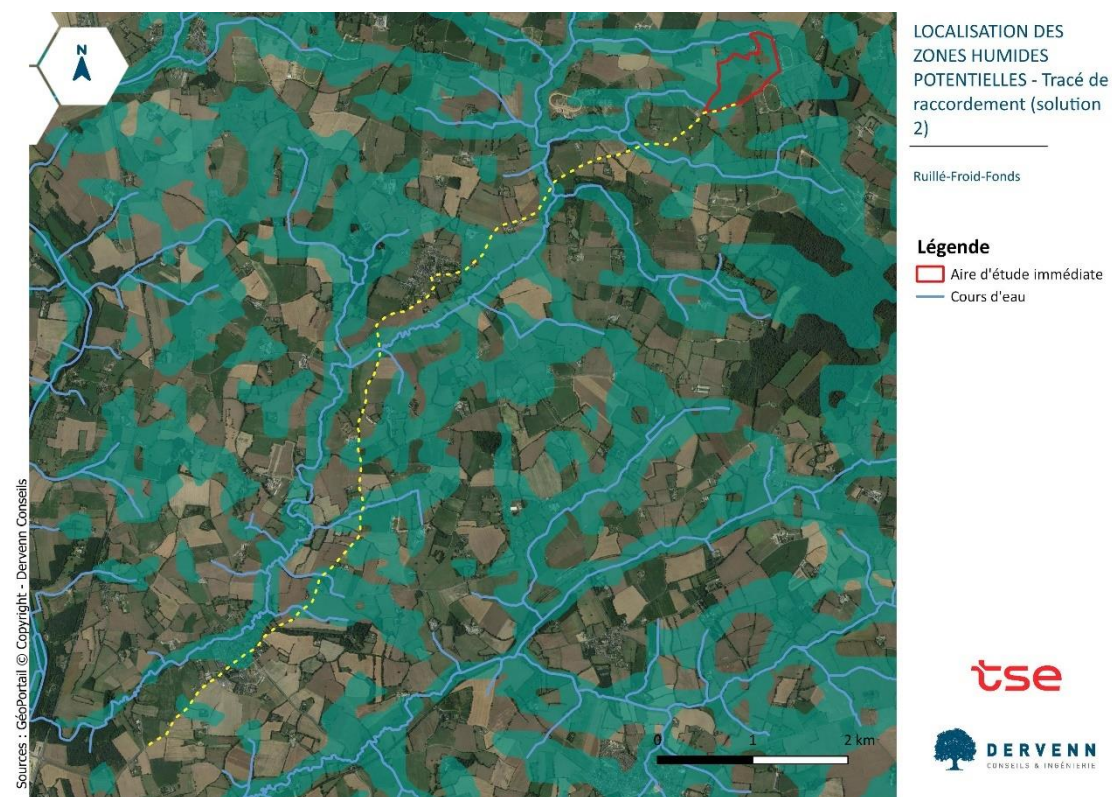 N
LOCALISATION DES
ZONES HUMIDES
POTENTIELLES - Tracé de
raccordement (solution
2)
Ruillé-Froid-Fonds
Légende
Aire d'étude immédiate
Cours d'eau
0 1 2 km
tse
DERVENN
CONSEILS & INGÉNIERIE
Sources : GéoPortail © Copyright - Dervenn Conseils